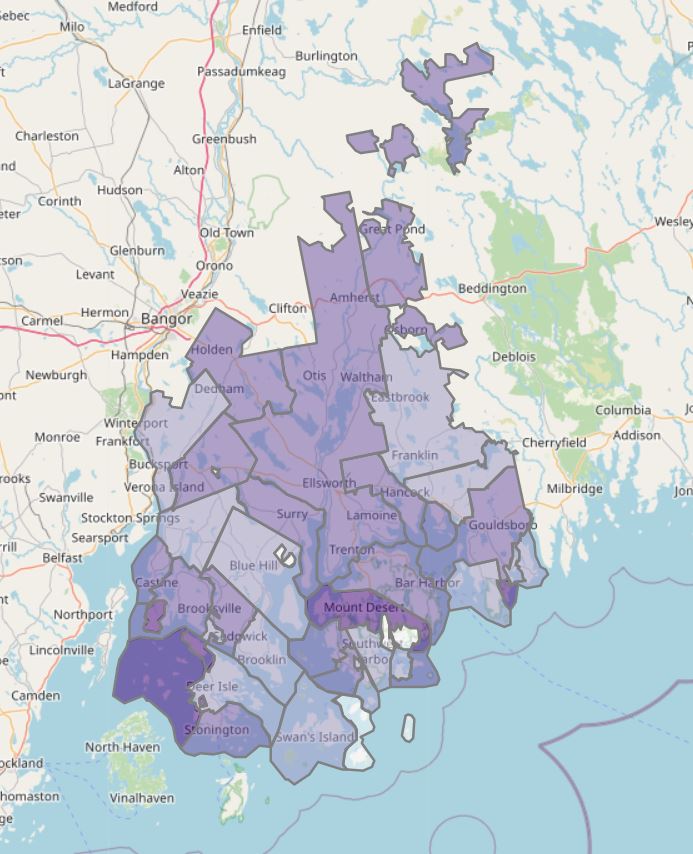 Sebec
Medford
Milo
Enfield
Burlington
Passadumkeag
LaGrange
Charleston
Greenbush
Alton
Hudson
Corinth
Old Town
Great Pond
Wesley
Glenburn
Orono
Levant
Veazie
Amherst
Beddington
Clifton
Carmel
Hermon
Bangor
Osborn
Holden
Hampden
Deblois
Newburgh
Dedham
Otis
Waltham
Eastbrook
Columbia
Winterport
Frankfort
Monroe
Addison
Cherryfield
Bucksport
Franklin
Verona Island
Ellsworth
Hancock
Milbridge
Swanville
Stockton Springs
Surry
Lamoine
Gouldsboro
Searsport
Belfast
Trenton
Blue Hill
Castine
Bar Harbor
Northport
Brooksville
Mount Desert
Sedgwick
Southwest
Harbor
Lincolnville
Brooklin
Deer Isle
Camden
Stonington
Swan's Island
North Haven
Vinalhaven